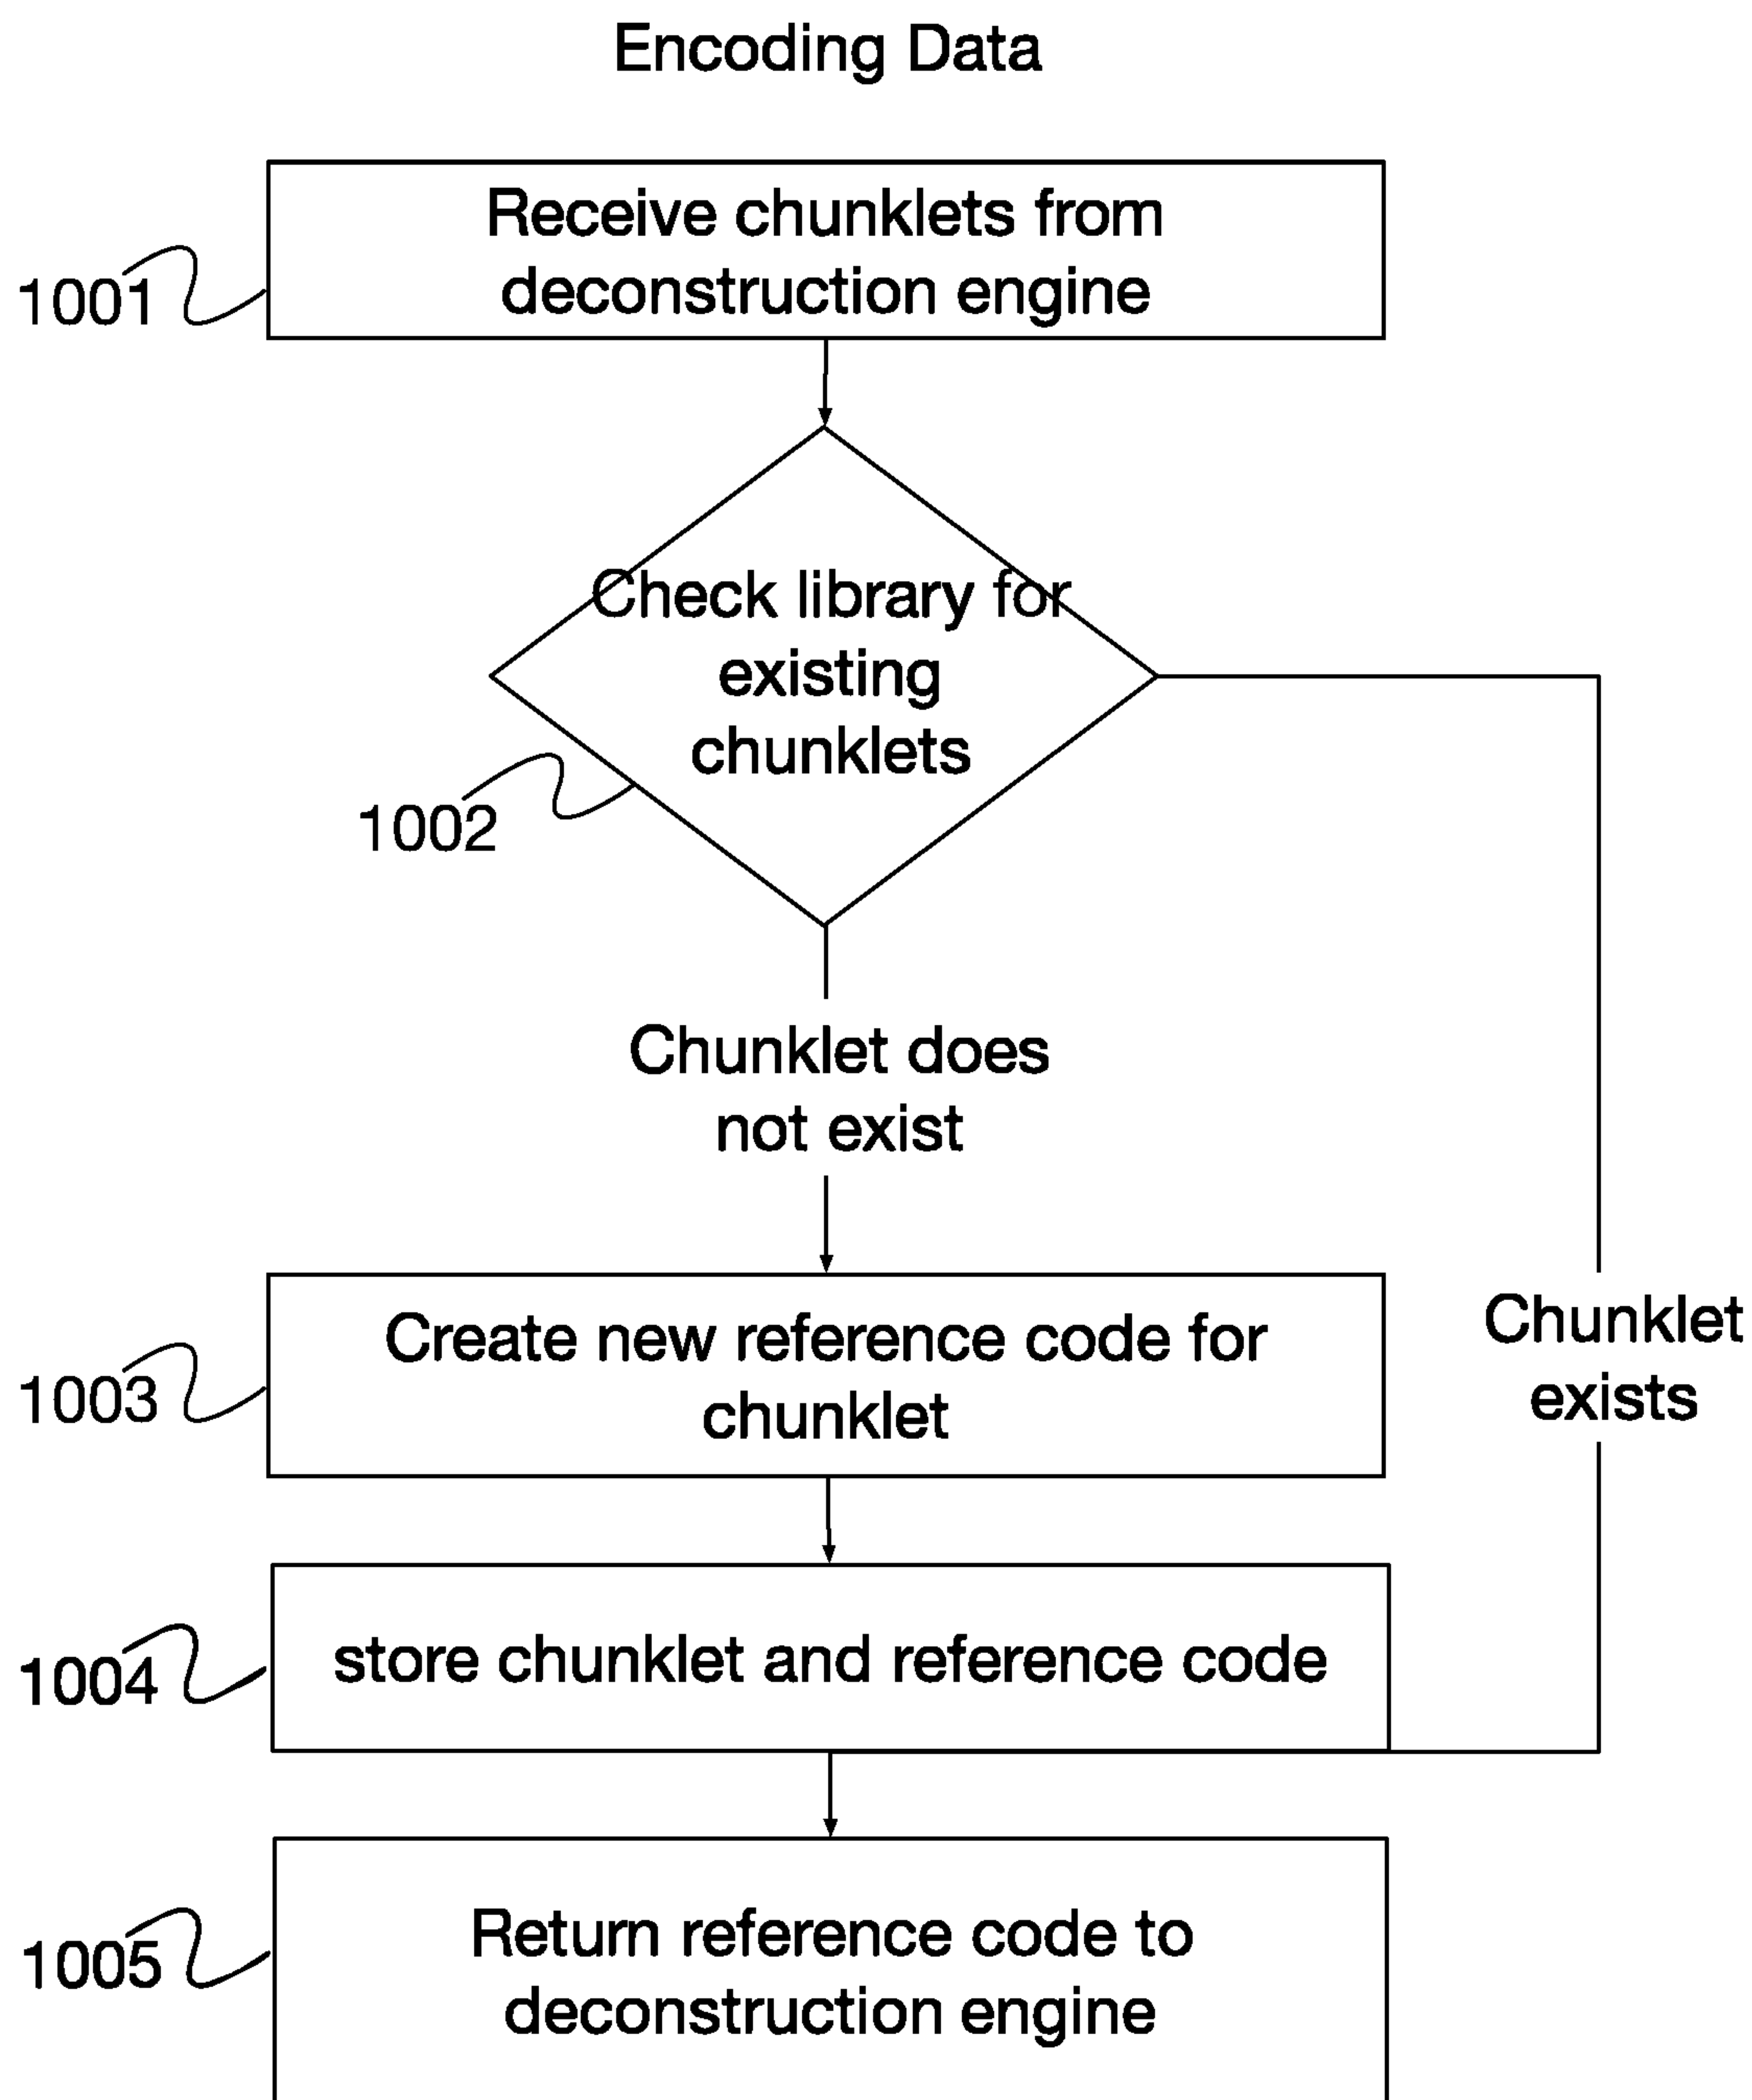 Encoding Data
Receive chunklets from
deconstruction engine
1001
Check library for
existing
chunklets
1002
Chunklet does
not exist
Create new reference code for
chunklet
1003
Chunklet
exists
store chunklet and reference code
1004
Return reference code to
deconstruction engine
1005